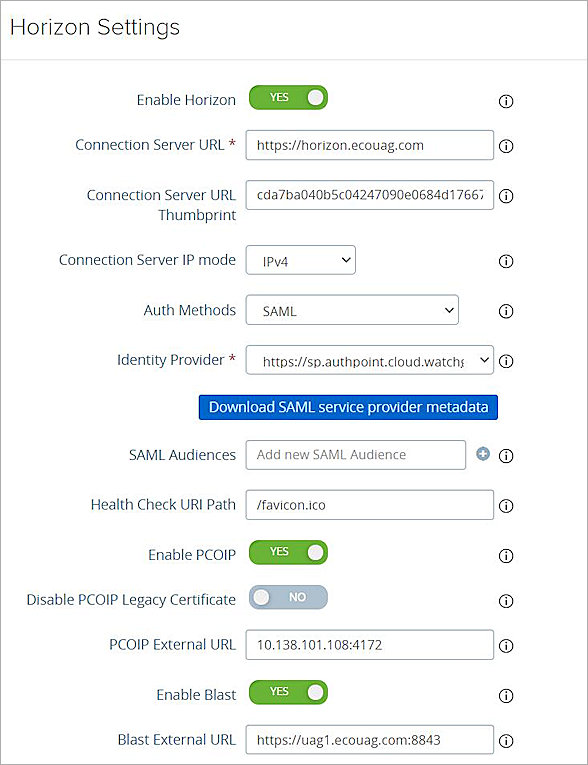 Horizon Settings
Enable Horizon YES
Connection Server URL * https://horizon.ecouag.com
Connection Server URL cda7ba040b5c04247090e0684d17667
Thumbprint
Connection Server IP mode IPv4
Auth Methods SAML
Identity Provider * https://sp.authpoint.cloud.watchg
Download SAML service provider metadata
SAML Audiences Add new SAML Audience
Health Check URI Path /favicon.ico
Enable PCOIP YES
Disable PCOIP Legacy Certificate NO
PCOIP External URL 10.138.101.108:4172
Enable Blast YES
Blast External URL https://uag1.ecouag.com:8843